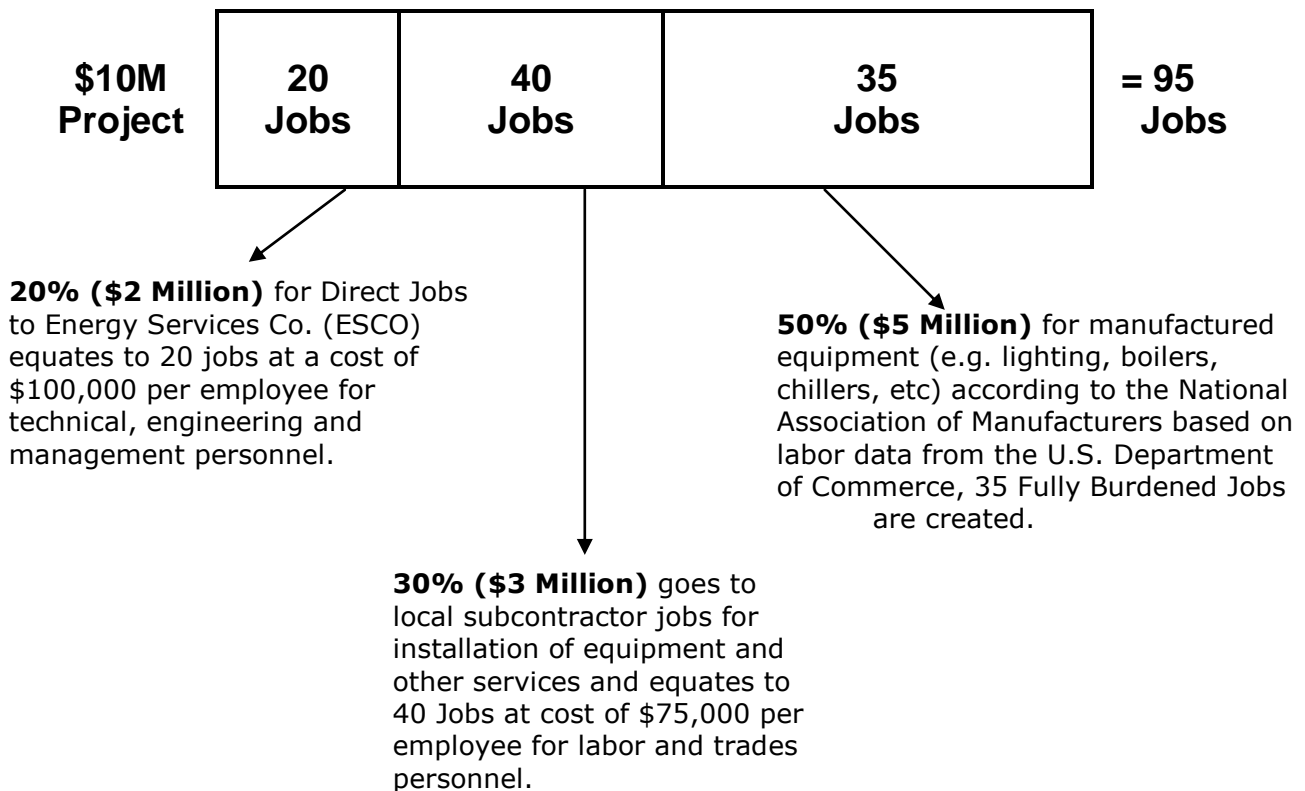 $10M
Project
20
Jobs
40
Jobs
35
Jobs
= 95
Jobs
20% ($2 Million) for Direct Jobs
to Energy Services Co. (ESCO)
equates to 20 jobs at a cost of
$100,000 per employee for
technical, engineering and
management personnel.
30% ($3 Million) goes to
local subcontractor jobs for
installation of equipment and
other services and equates to
40 Jobs at cost of $75,000 per
employee for labor and trades
personnel.
50% ($5 Million) for manufactured
equipment (e.g. lighting, boilers,
chillers, etc) according to the National
Association of Manufacturers based on
labor data from the U.S. Department
of Commerce, 35 Fully Burdened Jobs
are created.